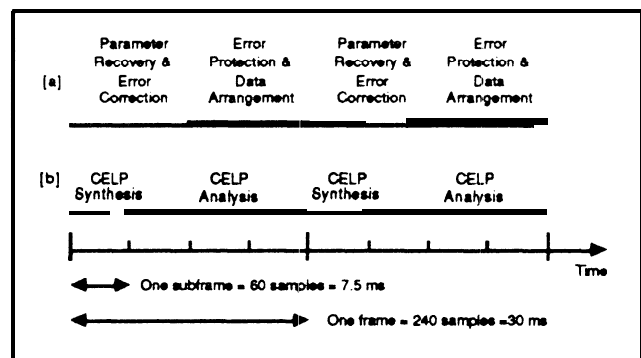 Parameter Error Parameter Error
Recovery & Protection & Recovery & Protection &
[a] Error Data Error Data
Correction Arrangement Correction Arrangement
[b] CELP CELP CELP CELP
Synthesis Analysis Synthesis Analysis
Time
One subframe = 60 samples = 7.5 ms
One frame = 240 samples =30 ms